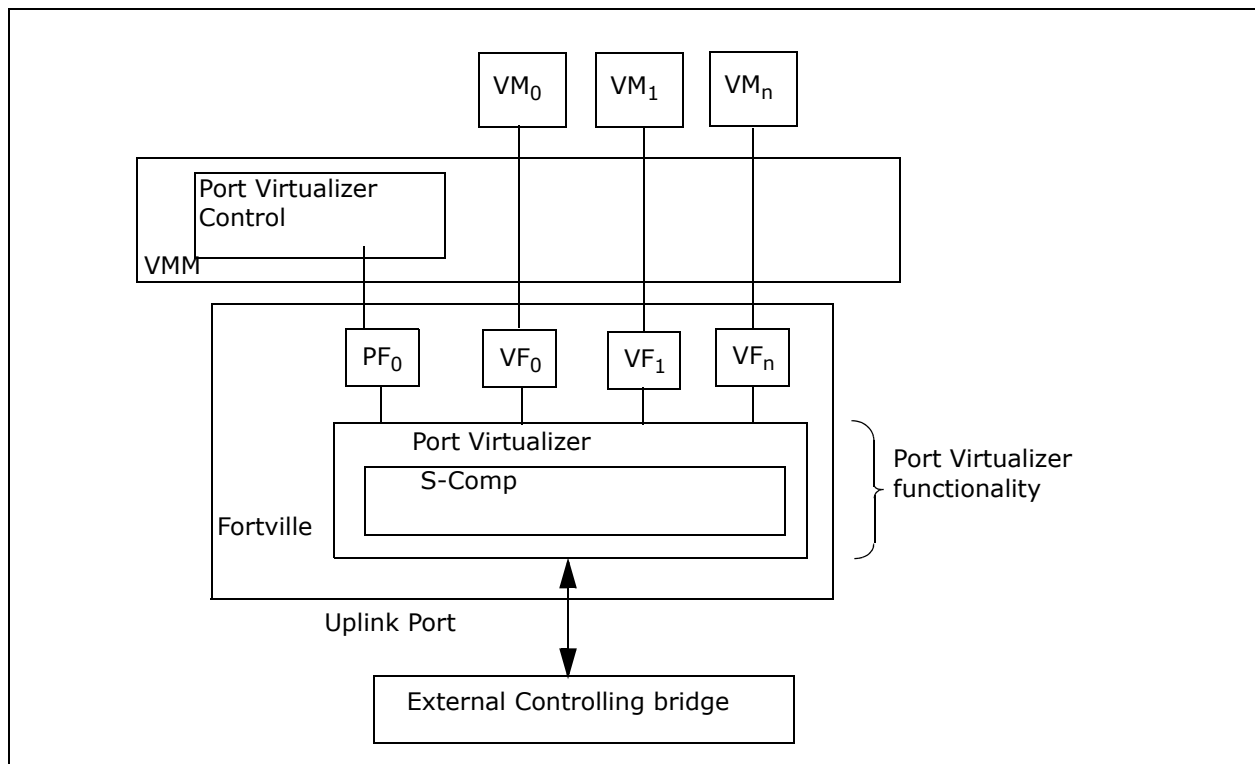 VM0 VM1 VMn
Port Virtualizer
Control
VMM
PF0 VF0 VF1 VFn
Port Virtualizer
S-Comp
Port Virtualizer
functionality
Fortville
Uplink Port
External Controlling bridge